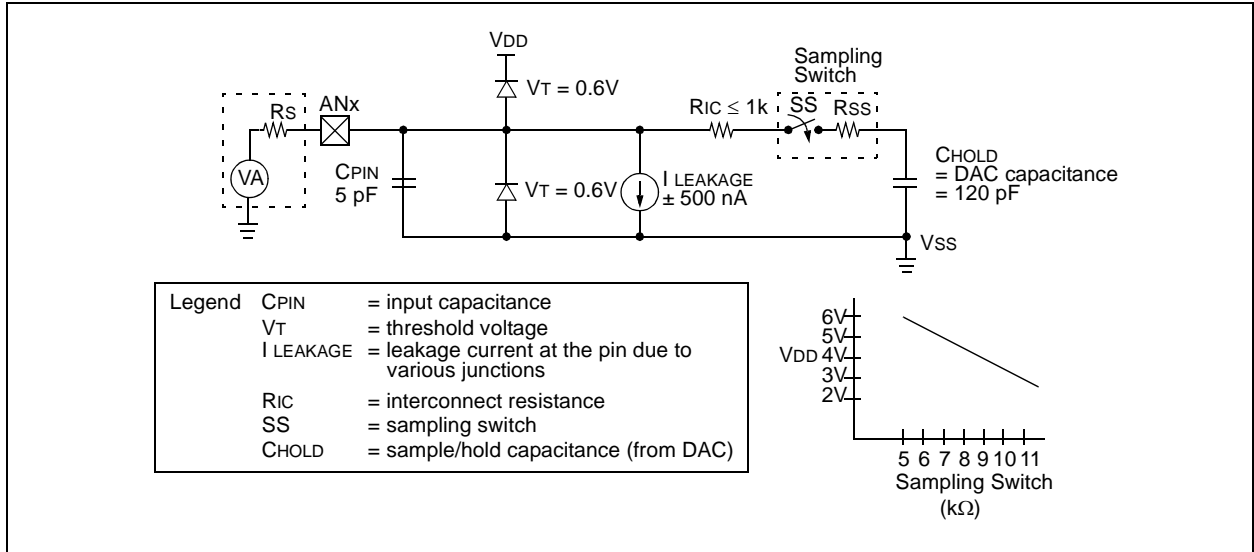 VDD
VT = 0.6V
RS
ANx
VA
CPIN
5 pF
VT = 0.6V
I LEAKAGE
± 500 nA
RIC ≤ 1k
Sampling
Switch
SS
RSS
CHOLD
= DAC capacitance
= 120 pF
VSS
Legend CPIN = input capacitance
VT = threshold voltage
I LEAKAGE = leakage current at the pin due to
various junctions
RIC = interconnect resistance
SS = sampling switch
CHOLD = sample/hold capacitance (from DAC)
6V
5V
VDD 4V
3V
2V
5 6 7 8 9 10 11
Sampling Switch
(kΩ)